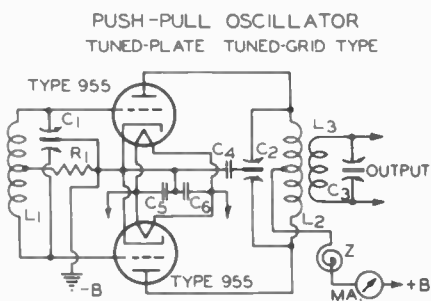 PUSH-PULL OSCILLATOR
TUNED-PLATE TUNED-GRID TYPE
TYPE 955
C1
R1
L1
C4
C2
L3
C5
C6
C3
OUTPUT
L2
-B
TYPE 955
Z
MA.
+B